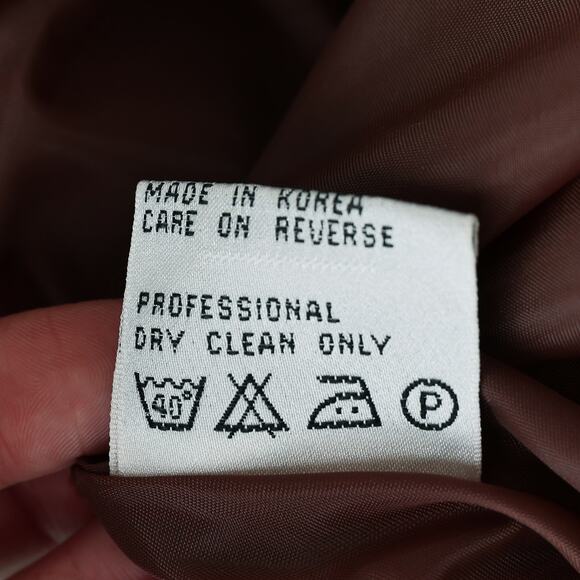 MADE IN KOREA
CARE ON REVERSE
PROFESSIONAL
DRY CLEAN ONLY
40° P